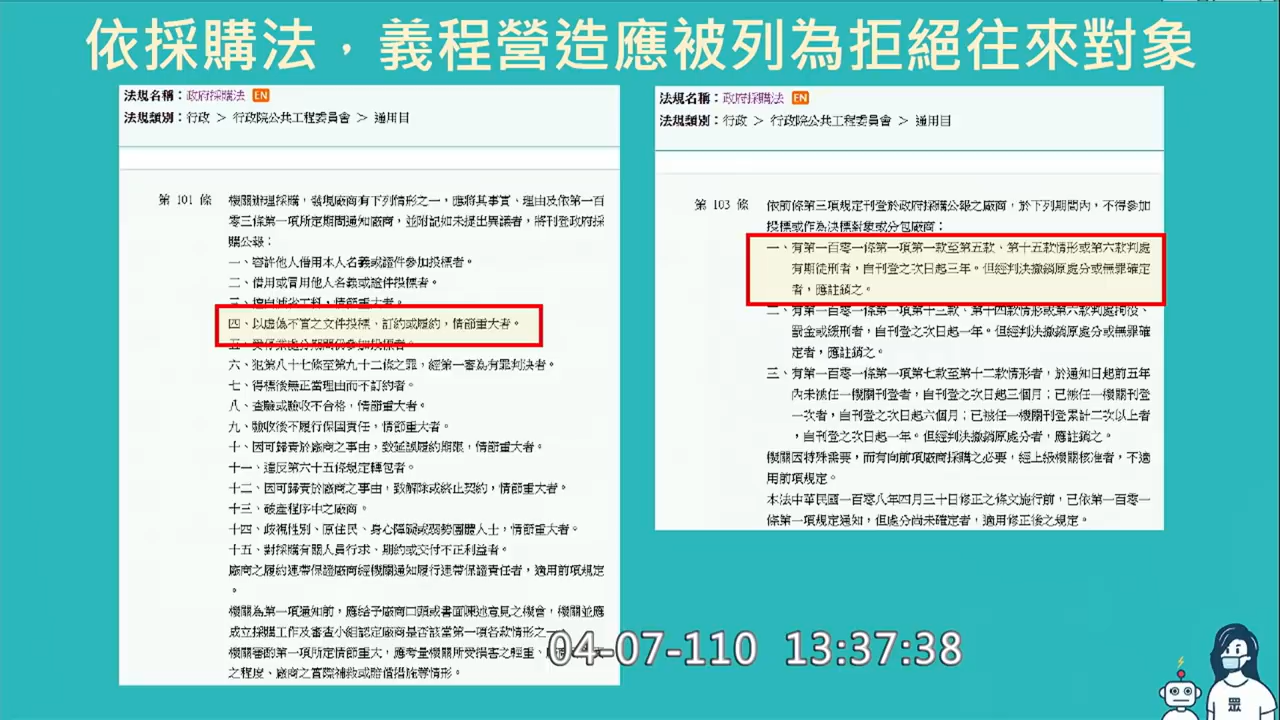 依採購法，義程營造應被列為拒絕往來對象
法規名稱：政府採購法 EN
法規類別：行政 > 行政院公共工程委員會 > 通用目
第 101 條 機關辦理採購，發現廠商有下列情形之一，應將其事實、理由及依第一百
零三條第一項所定期間通知廠商，並附記如未提出異議者，將刊登政府採
購公報：
一、容許他人借用本人名義或證件參加投標者。
二、借用或冒用他人名義或證件投標者。
三、擅自減省工料，情節重大者。
四、以虛偽不實之文件投標、訂約或履約，情節重大者。
五、受停業處分期間仍參加投標者。
六、犯第八十七條至第九十二條之罪，經第一審為有罪判決者。
七、得標後無正當理由而不訂約者。
八、查驗或驗收不合格，情節重大者。
九、驗收後不履行保固責任，情節重大者。
十、因可歸責於廠商之事由，致延誤履約期限，情節重大者。
十一、違反第六十五條規定轉包者。
十二、因可歸責於廠商之事由，致解除或終止契約，情節重大者。
十三、破產程序中之廠商。
十四、歧視性別、原住民、身心障礙或弱勢團體人士，情節重大者。
十五、對採購有關人員行求、期約或交付不正利益者。
廠商之履約連帶保證廠商經機關通知履行連帶保證責任者，適用前項規定
。
機關為第一項通知前，應給予廠商口頭或書面陳述意見之機會，機關並應
成立採購工作及審查小組認定廠商是否該當第一項各款情形之一
機關審酌第一項所定情節重大，應考量機關所受損害之輕重、
之程度、廠商之實際補救或賠償措施等情形。
法規名稱：政府採購法 EN
法規類別：行政 > 行政院公共工程委員會 > 通用目
第 103 條 依前條第三項規定刊登於政府採購公報之廠商，於下列期間內，不得參加
投標或作為決標對象或分包廠商：
一、有第一百零一條第一項第一款至第五款、第十五款情形或第六款判處
有期徒刑者，自刊登之次日起三年。但經判決撤銷原處分或無罪確定
者，應註銷之。
二、有第一百零一條第一項第十三款、第十四款情形或第六款判處拘役、
罰金或緩刑者，自刊登之次日起一年。但經判決撤銷原處分或無罪確
定者，應註銷之。
三、有第一百零一條第一項第七款至第十二款情形者，於通知日起前五年
內未被任一機關刊登者，自刊登之次日起三個月；已被任一機關刊登
一次者，自刊登之次日起六個月；已被任一機關刊登累計二次以上者
，自刊登之次日起一年。但經判決撤銷原處分者，應註銷之。
機關因特殊需要，而有向前項廠商採購之必要，經上級機關核准者，不適
用前項規定。
本法中華民國一百零八年四月三十日修正之條文施行前，已依第一百零一
條第一項規定通知，但處分尚未確定者，適用修正後之規定。
04-07-110 13:37:38
眾